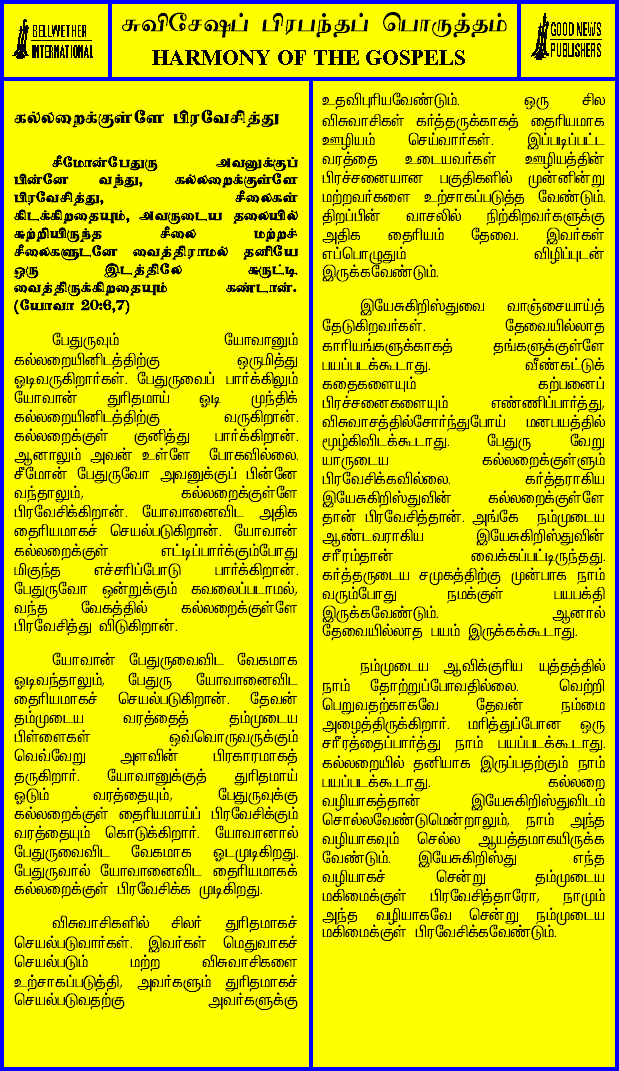 BELLWETHER
INTERNATIONAL
சுவிசேஷப் பிரபந்தப் பொருத்தம்
HARMONY OF THE GOSPELS
GOOD NEWS
PUBLISHERS
கல்லறைக்குள்ளே பிரவேசித்து
சீமோன்பேதுரு அவனுக்குப்
பின்னே வந்து, கல்லறைக்குள்ளே
பிரவேசித்து, சீலைகள்
கிடக்கிறதையும், அவருடைய தலையில்
சுற்றியிருந்த சீலை மற்றச்
சீலைகளுடனே வைத்திராமல் தனியே
ஒரு இடத்திலே சுருட்டி
வைத்திருக்கிறதையும் கண்டான்.
(யோவா 20:6,7)
பேதுருவும் யோவானும்
கல்லறையினிடத்திற்கு ஒருமித்து
ஓடிவருகிறார்கள். பேதுருவைப் பார்க்கிலும்
யோவான் துரிதமாய் ஓடி முந்திக்
கல்லறையினிடத்திற்கு வருகிறான்.
கல்லறைக்குள் குனிந்து பார்க்கிறான்.
ஆனாலும் அவன் உள்ளே போகவில்லை.
சீமோன் பேதுருவோ அவனுக்குப் பின்னே
வந்தாலும், கல்லறைக்குள்ளே
பிரவேசிக்கிறான். யோவானைவிட அதிக
தைரியமாகச் செயல்படுகிறான். யோவான்
கல்லறைக்குள் எட்டிப்பார்க்கும்போது
மிகுந்த எச்சரிப்போடு பார்க்கிறான்.
பேதுருவோ ஒன்றுக்கும் கவலைப்படாமல்,
வந்த வேகத்தில் கல்லறைக்குள்ளே
பிரவேசித்து விடுகிறான்.
யோவான் பேதுருவைவிட வேகமாக
ஓடிவந்தாலும், பேதுரு யோவானைவிட
தைரியமாகச் செயல்படுகிறான். தேவன்
தம்முடைய வரத்தைத் தம்முடைய
பிள்ளைகள் ஒவ்வொருவருக்கும்
வெவ்வேறு அளவின் பிரகாரமாகத்
தருகிறார். யோவானுக்குத் துரிதமாய்
ஓடும் வரத்தையும், பேதுருவுக்கு
கல்லறைக்குள் தைரியமாய்ப் பிரவேசிக்கும்
வரத்தையும் கொடுக்கிறார். யோவானால்
பேதுருவைவிட வேகமாக ஓடமுடிகிறது.
பேதுருவால் யோவானைவிட தைரியமாகக்
கல்லறைக்குள் பிரவேசிக்க முடிகிறது.
விசுவாசிகளில் சிலர் துரிதமாகச்
செயல்படுவார்கள். இவர்கள் மெதுவாகச்
செயல்படும் மற்ற விசுவாசிகளை
உற்சாகப்படுத்தி, அவர்களும் துரிதமாகச்
செயல்படுவதற்கு அவர்களுக்கு
உதவிபுரியவேண்டும். ஒரு சில
விசுவாசிகள் கர்த்தருக்காகத் தைரியமாக
ஊழியம் செய்வார்கள். இப்படிப்பட்ட
வரத்தை உடையவர்கள் ஊழியத்தின்
பிரச்சனையான பகுதிகளில் முன்னின்று
மற்றவர்களை உற்சாகப்படுத்த வேண்டும்.
திறப்பின் வாசலில் நிற்கிறவர்களுக்கு
அதிக தைரியம் தேவை. இவர்கள்
எப்பொழுதும் விழிப்புடன்
இருக்கவேண்டும்.
இயேசுகிறிஸ்துவை வாஞ்சையாய்த்
தேடுகிறவர்கள். தேவையில்லாத
காரியங்களுக்காகத் தங்களுக்குள்ளே
பயப்படக்கூடாது. வீண்கட்டுக்
கதைகளையும் கற்பனைப்
பிரச்சனைகளையும் எண்ணிப்பார்த்து,
விசுவாசத்தில்சோர்ந்துபோய் மனபயத்தில்
மூழ்கிவிடக்கூடாது. பேதுரு வேறு
யாருடைய கல்லறைக்குள்ளும்
பிரவேசிக்கவில்லை. கர்த்தராகிய
இயேசுகிறிஸ்துவின் கல்லறைக்குள்ளே
தான் பிரவேசித்தான். அங்கே நம்முடைய
ஆண்டவராகிய இயேசுகிறிஸ்துவின்
சரீரம்தான் வைக்கப்பட்டிருந்தது.
கர்த்தருடைய சமுகத்திற்கு முன்பாக நாம்
வரும்போது நமக்குள் பயபக்தி
இருக்கவேண்டும். ஆனால்
தேவையில்லாத பயம் இருக்கக்கூடாது.
நம்முடைய ஆவிக்குரிய யுத்தத்தில்
நாம் தோற்றுப்போவதில்லை. வெற்றி
பெறுவதற்காகவே தேவன் நம்மை
அழைத்திருக்கிறார். மரித்துப்போன ஒரு
சரீரத்தைப்பார்த்து நாம் பயப்படக்கூடாது.
கல்லறையில் தனியாக இருப்பதற்கும் நாம்
பயப்படக்கூடாது. கல்லறை
வழியாகத்தான் இயேசுகிறிஸ்துவிடம்
சொல்லவேண்டுமென்றாலும், நாம் அந்த
வழியாகவும் செல்ல ஆயத்தமாயிருக்க
வேண்டும். இயேசுகிறிஸ்து எந்த
வழியாகச் சென்று தம்முடைய
மகிமைக்குள் பிரவேசித்தாரோ, நாமும்
அந்த வழியாகவே சென்று நம்முடைய
மகிமைக்குள் பிரவேசிக்கவேண்டும்.